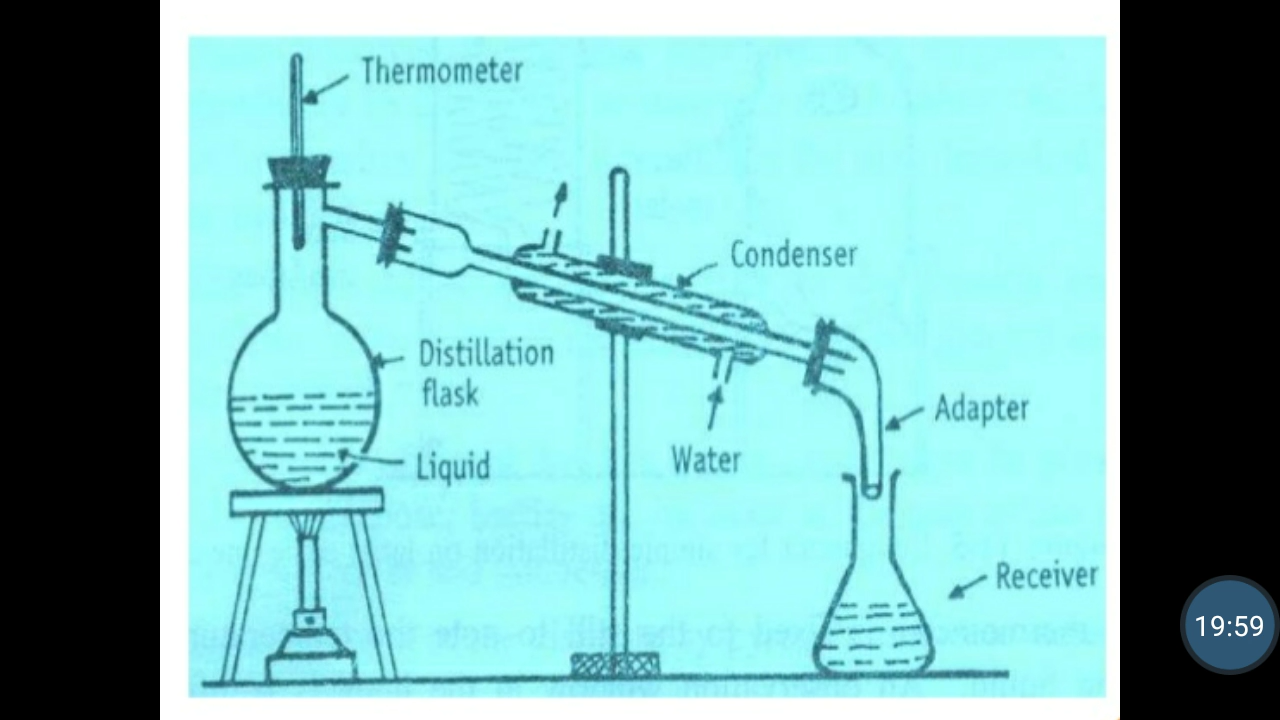 Thermometer
Condenser
Distillation
flask
Adapter
Water
Liquid
Receiver
19:59